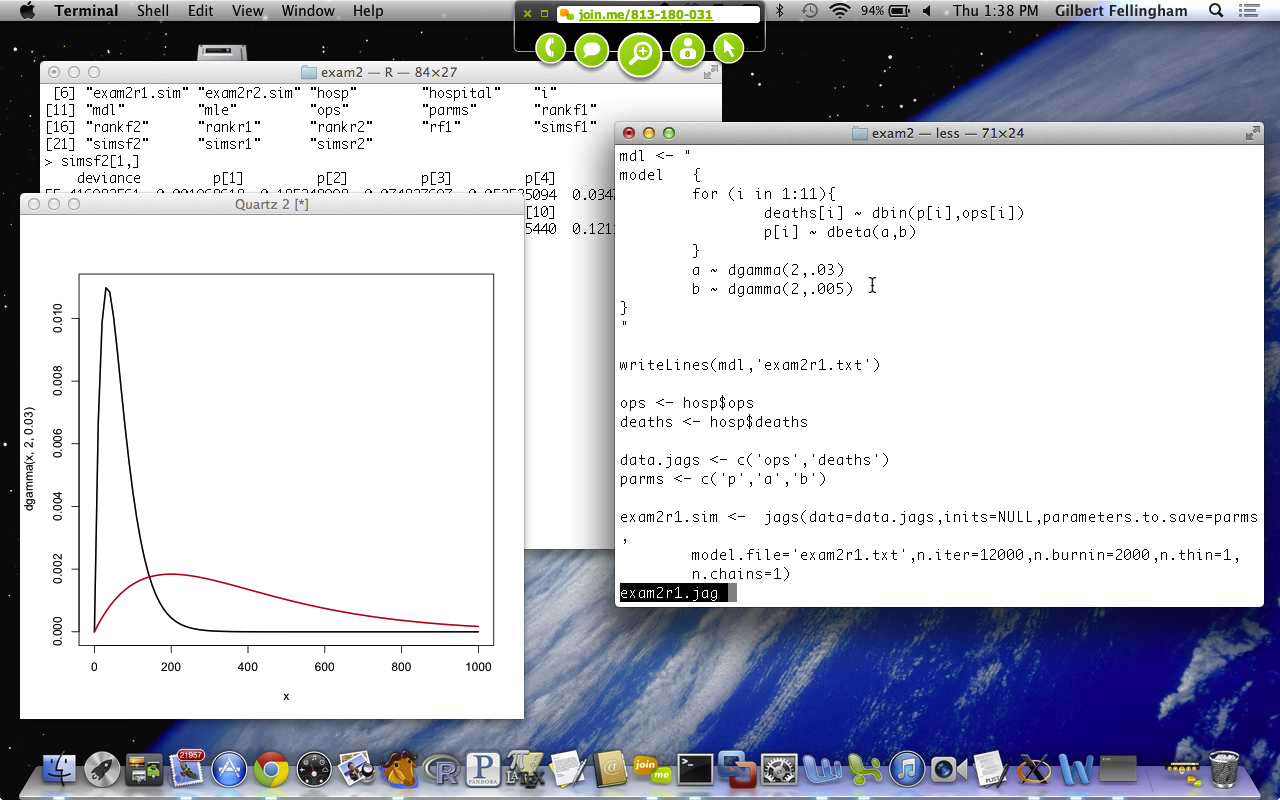 Terminal Shell Edit View Window Help
join.me/813-180-031
94% Thu 1:38 PM Gilbert Fellingham
exam2 — R — 84×27
[6] "exam2r1.sim" "exam2r2.sim" "hosp" "hospital" "i"
[11] "mdl" "mle" "ops" "parms" "rankf1"
[16] "rankf2" "rankr1" "rankr2" "rf1" "simsf1"
[21] "simsf2" "simsr1" "simsr2"
> simsf2[1,]
deviance p[1] p[2] p[3] p[4]
[10]
5440 0.121
Quartz 2 [*]
dgamma(x, 2, 0.03)
0.010
0.008
0.006
0.004
0.002
0.000
0 200 400 600 800 1000
x
exam2 — less — 71×24
mdl <- "
model {
for (i in 1:11){
deaths[i] ~ dbin(p[i],ops[i])
p[i] ~ dbeta(a,b)
}
a ~ dgamma(2,.03)
b ~ dgamma(2,.005)
}
"
writeLines(mdl,'exam2r1.txt')
ops <- hosp$ops
deaths <- hosp$deaths
data.jags <- c('ops','deaths')
parms <- c('p','a','b')
exam2r1.sim <- jags(data=data.jags,inits=NULL,parameters.to.save=parms
,
model.file='exam2r1.txt',n.iter=12000,n.burnin=2000,n.thin=1,
n.chains=1)
exam2r1.jag
21957
PANDORA
join
me